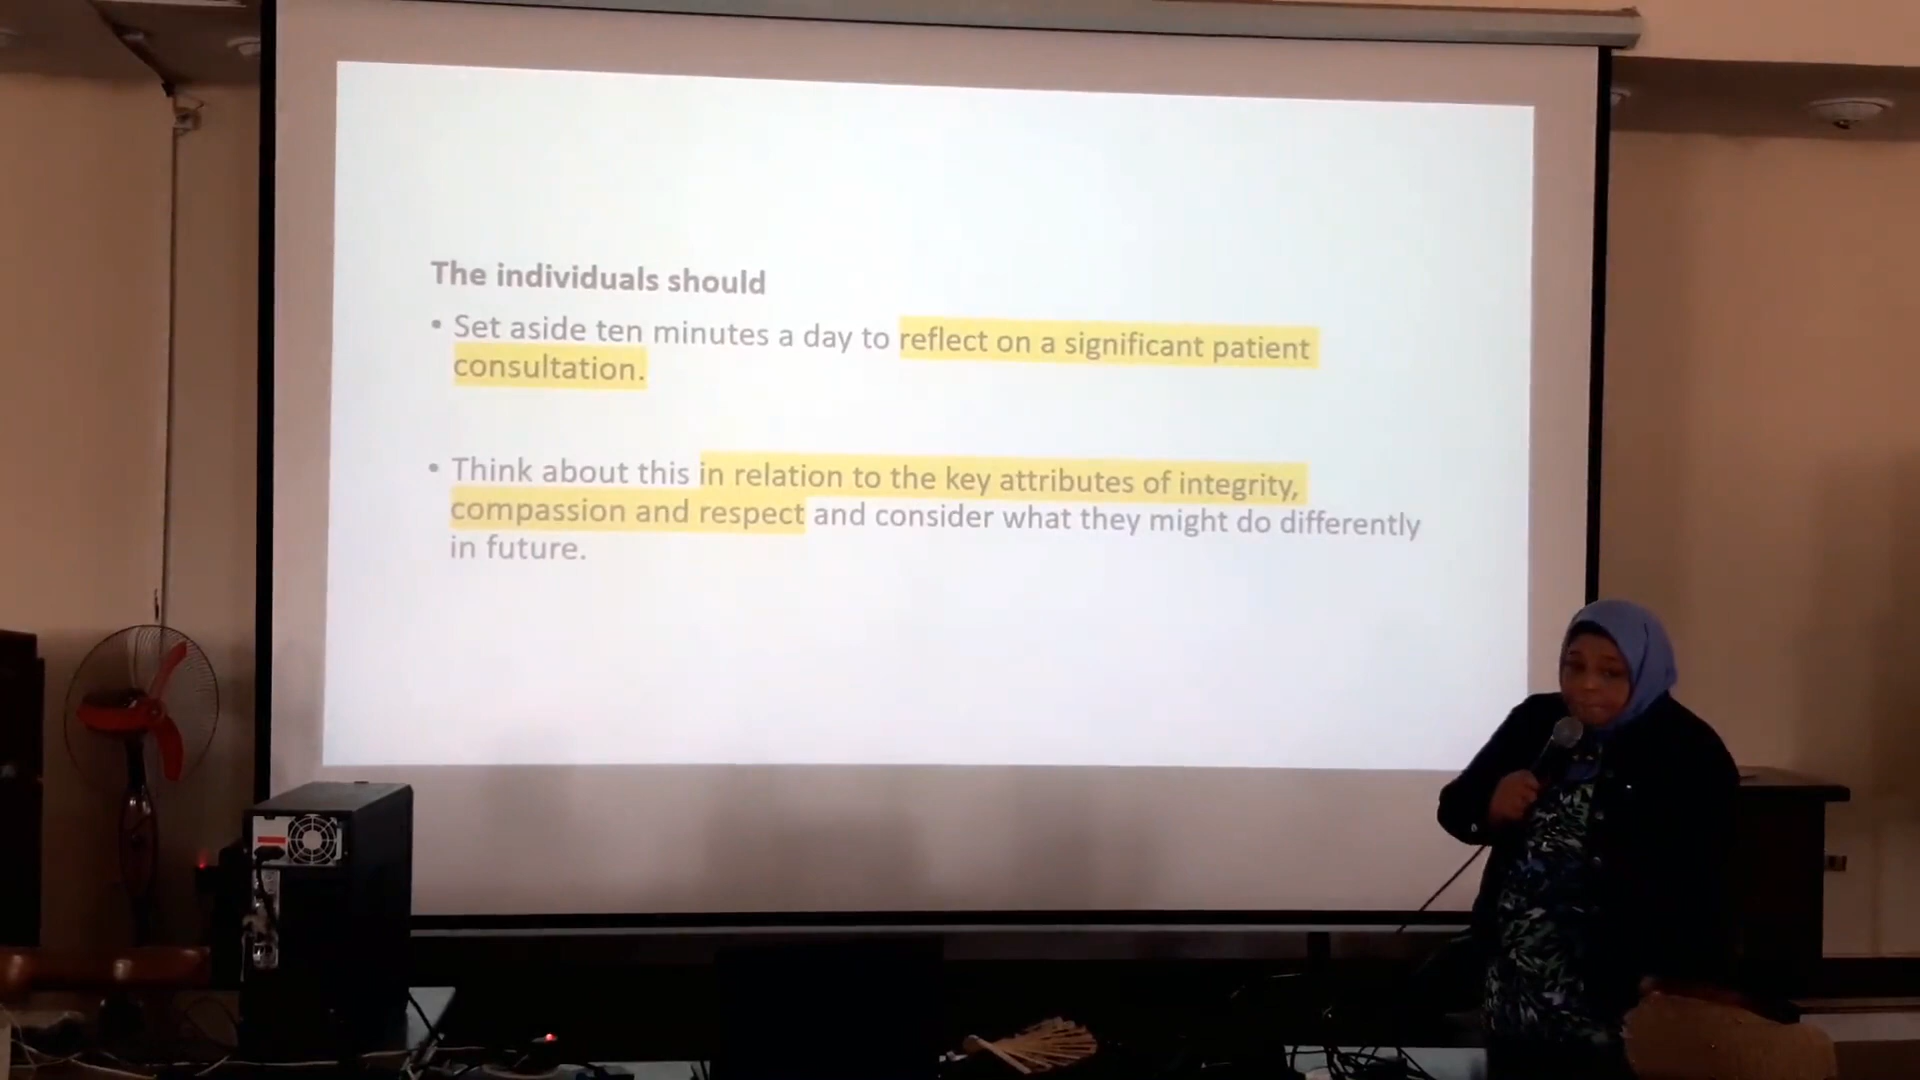 The individuals should
• Set aside ten minutes a day to reflect on a significant patient
consultation.
• Think about this in relation to the key attributes of integrity,
compassion and respect and consider what they might do differently
in future.